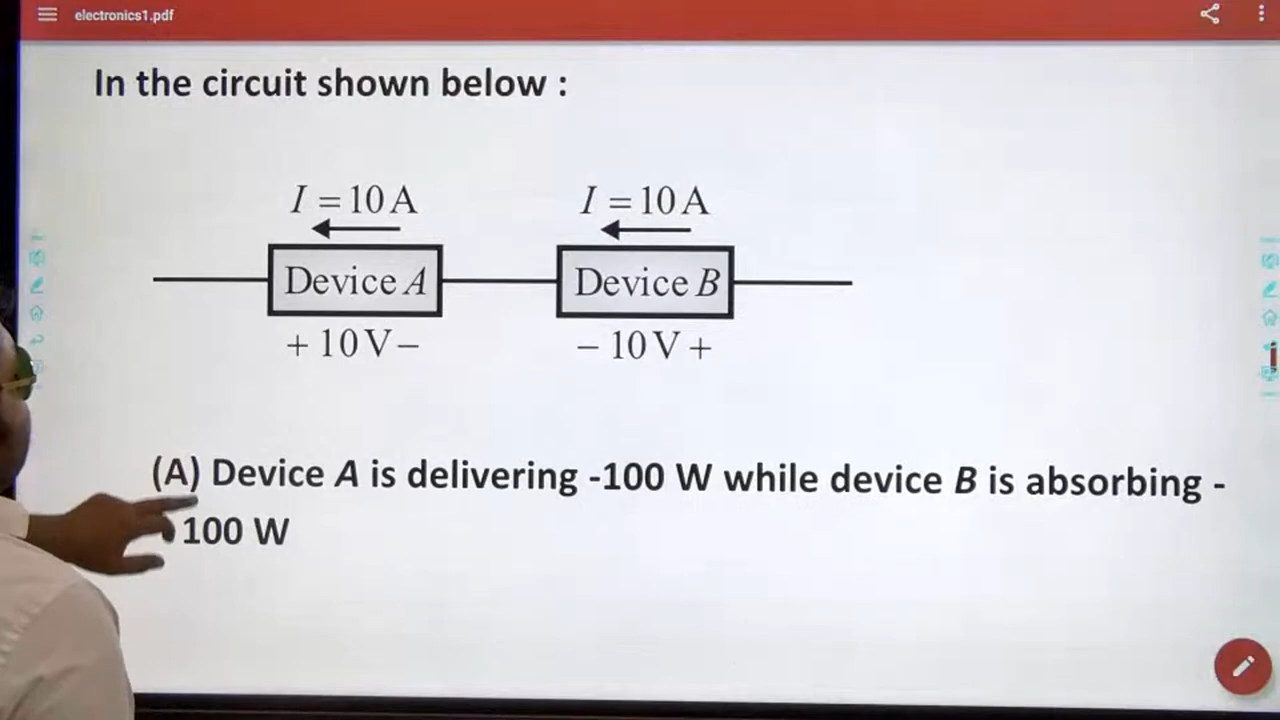 electronics1.pdf
In the circuit shown below :
I = 10 A
I = 10 A
Device A
Device B
+ 10 V −
− 10 V +
(A) Device A is delivering -100 W while device B is absorbing -
100 W